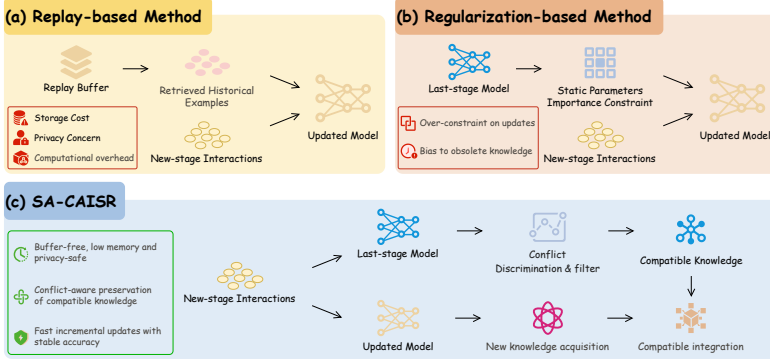 (a) Replay-based Method
Replay Buffer
Retrieved Historical
Examples
Storage Cost
Privacy Concern
Computational overhead
New-stage Interactions
Updated Model
(b) Regularization-based Method
Last-stage Model
Static Parameters
Importance Constraint
Over-constraint on updates
Bias to obsolete knowledge
New-stage Interactions
Updated Model
(c) SA-CAISR
Buffer-free, low memory and
privacy-safe
Conflict-aware preservation
of compatible knowledge
Fast incremental updates with
stable accuracy
New-stage Interactions
Last-stage Model
Conflict
Discrimination & filter
Compatible Knowledge
Updated Model
New knowledge acquisition
Compatible integration